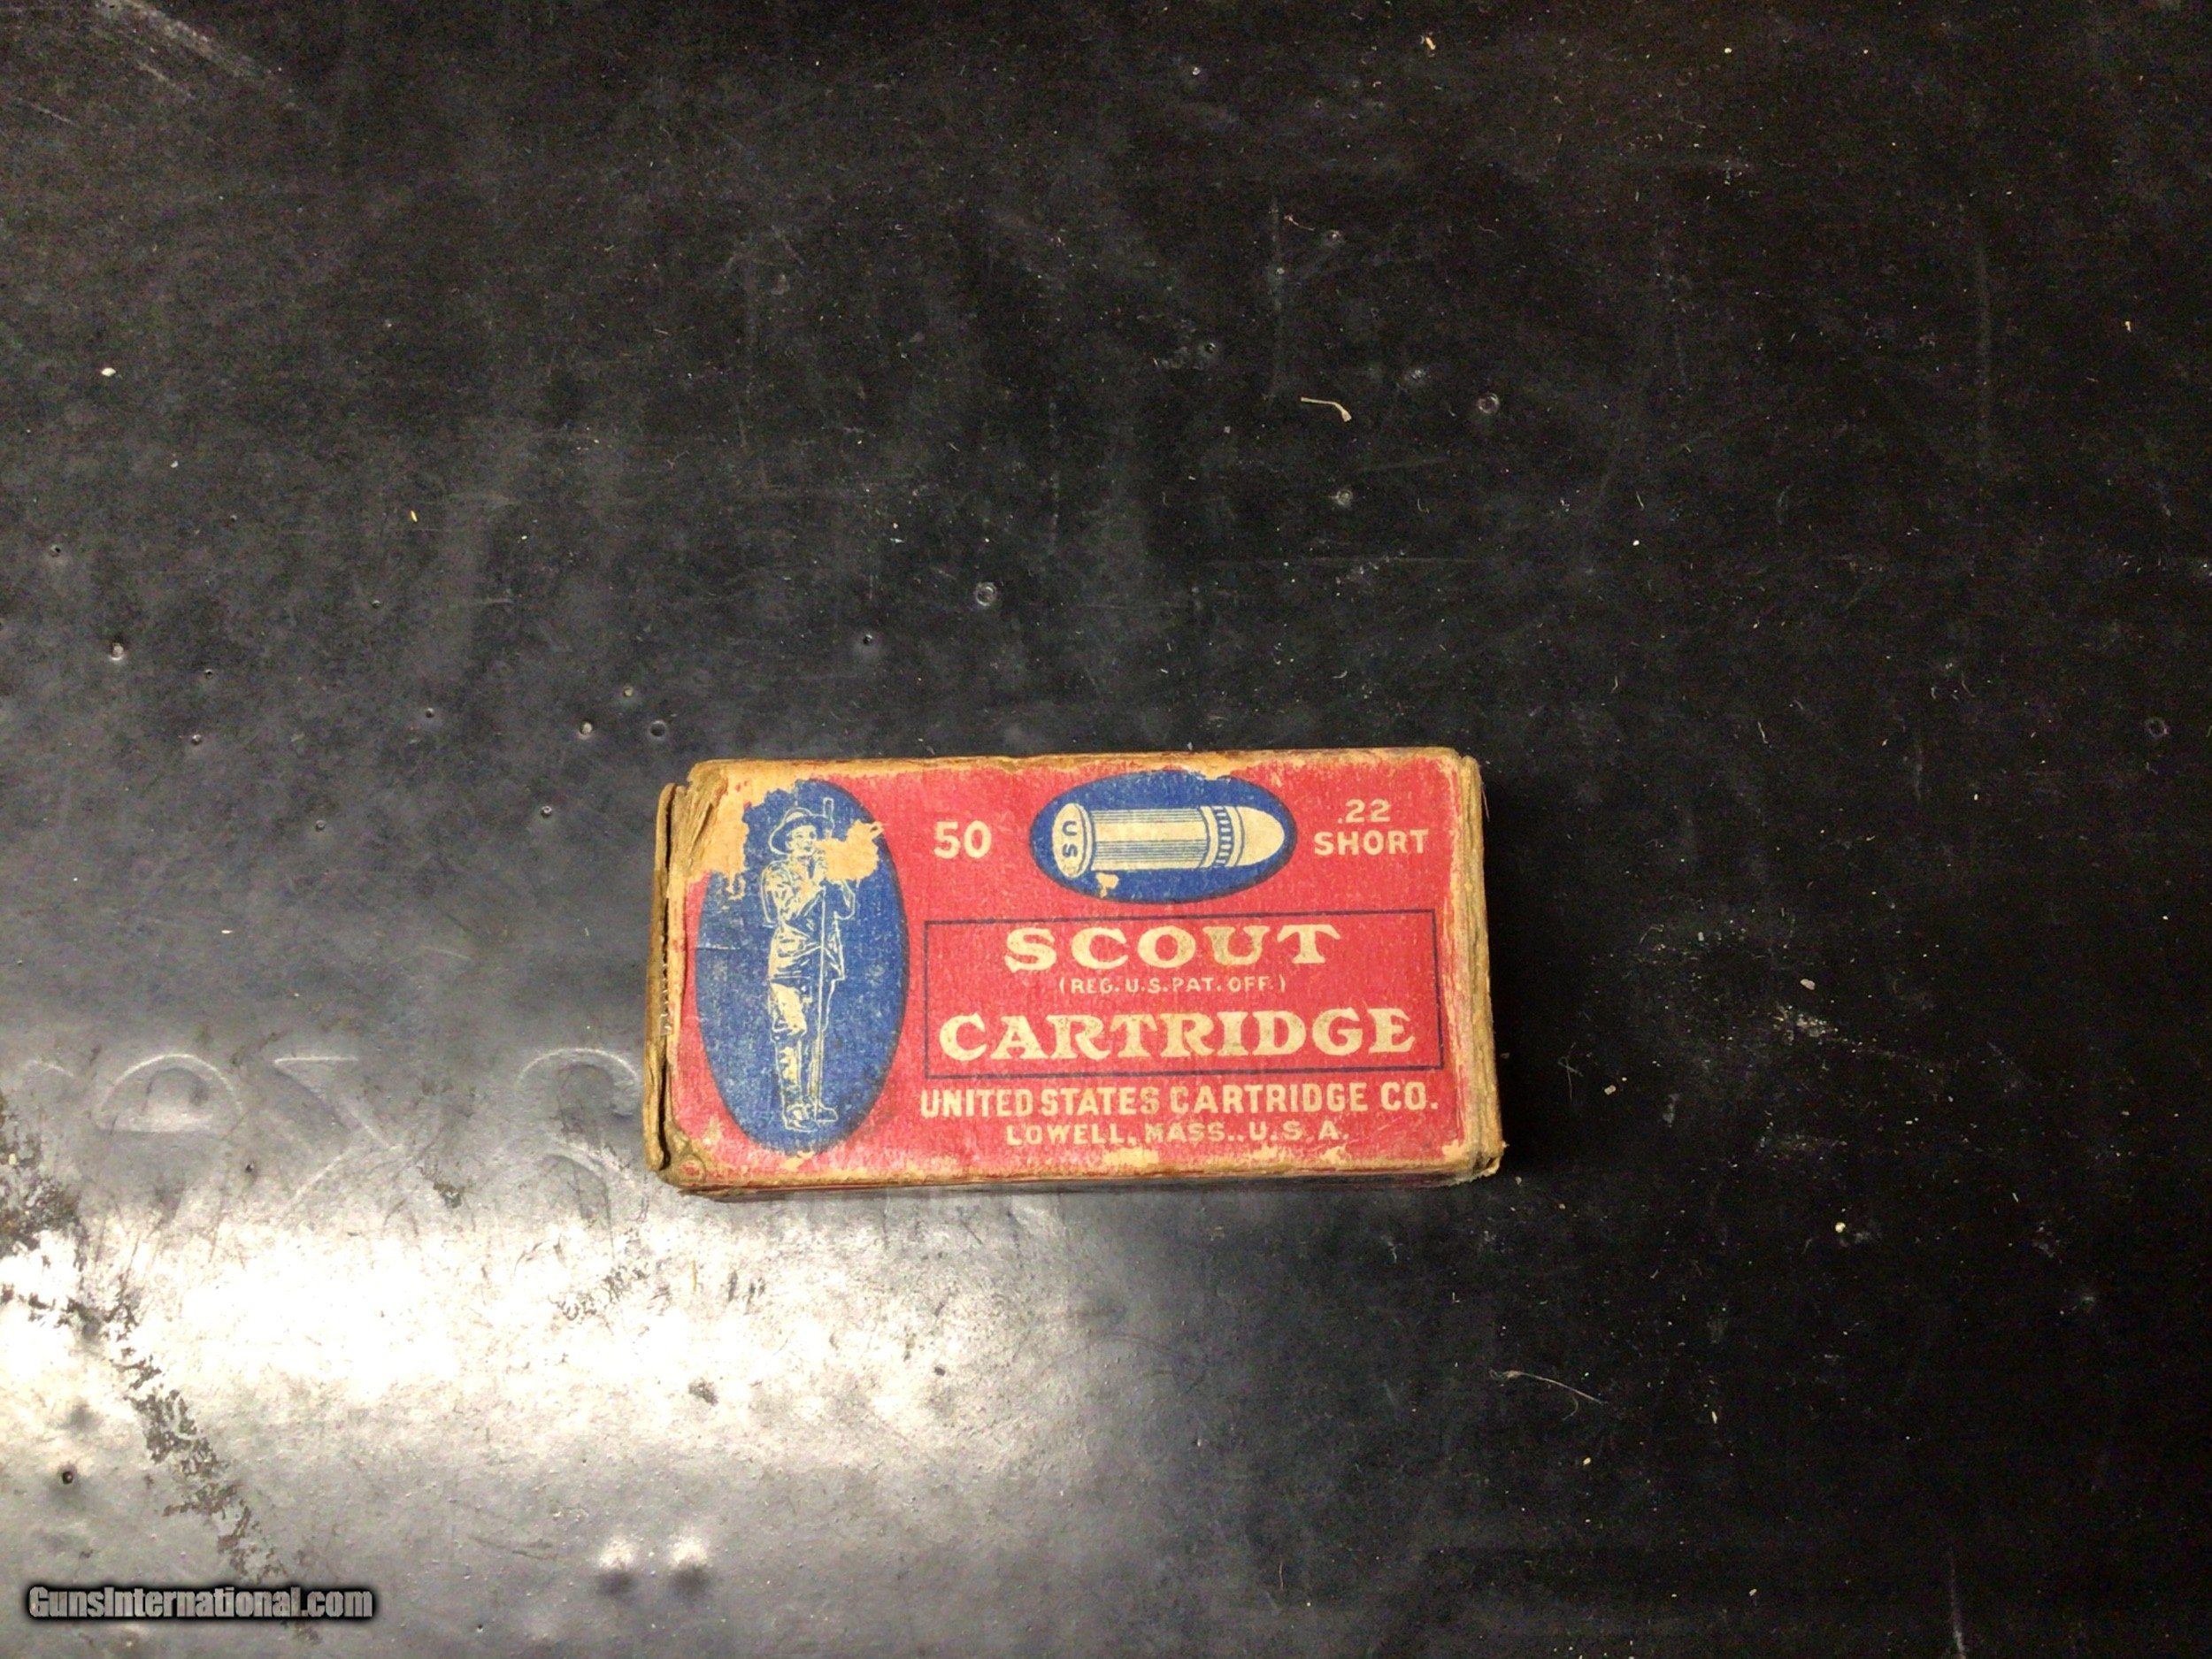 50
US
.22
SHORT
SCOUT
(REG. U.S. PAT. OFF.)
CARTRIDGE
UNITED STATES CARTRIDGE CO.
LOWELL, MASS., U.S.A.
GunsInternational.com